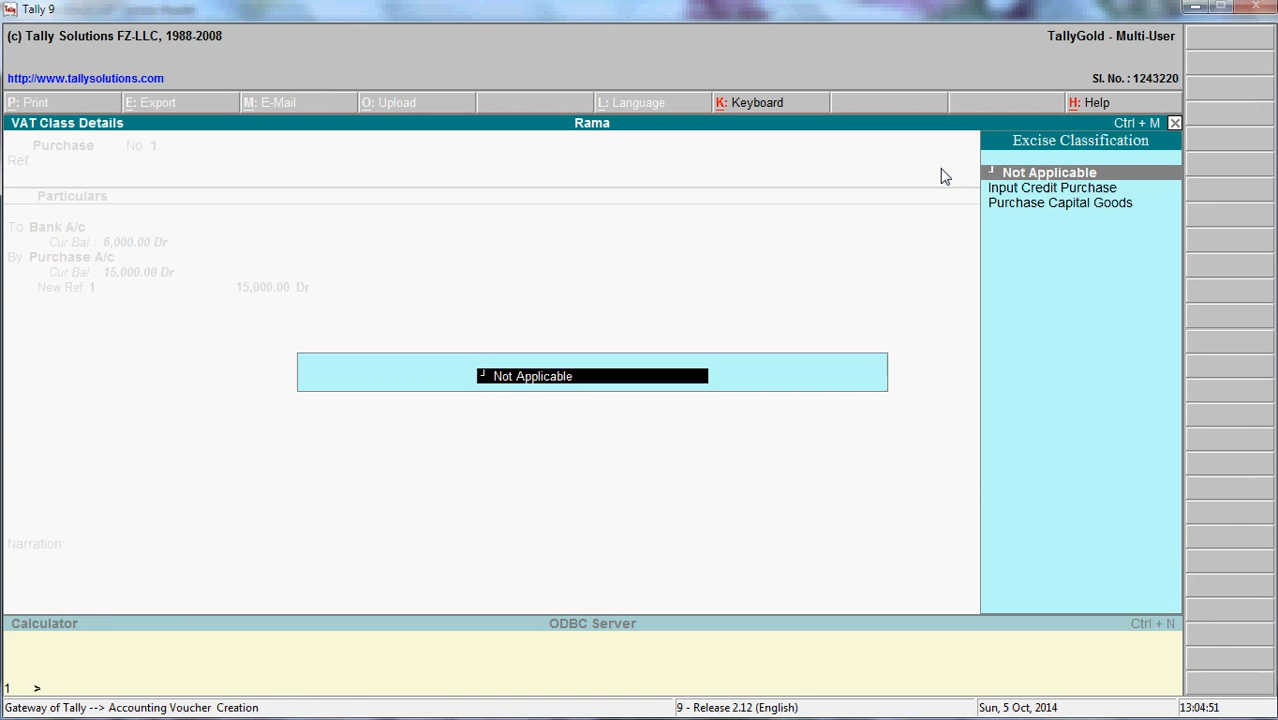 Tally 9
(c) Tally Solutions FZ-LLC, 1988-2008
TallyGold - Multi-User
http://www.tallysolutions.com
Sl. No. : 1243220
P: Print E: Export M: E-Mail O: Upload L: Language K: Keyboard H: Help
VAT Class Details Rama Ctrl + M
Excise Classification
Purchase No. 1
Ref.
Not Applicable
Input Credit Purchase
Purchase Capital Goods
Particulars
To Bank A/c
Cur Bal : 6,000.00 Dr
By Purchase A/c
Cur Bal : 15,000.00 Dr
New Ref 1 15,000.00 Dr
Not Applicable
Narration:
Calculator ODBC Server Ctrl + N
1 >
Gateway of Tally --> Accounting Voucher Creation 9 - Release 2.12 (English) Sun, 5 Oct, 2014 13:04:51